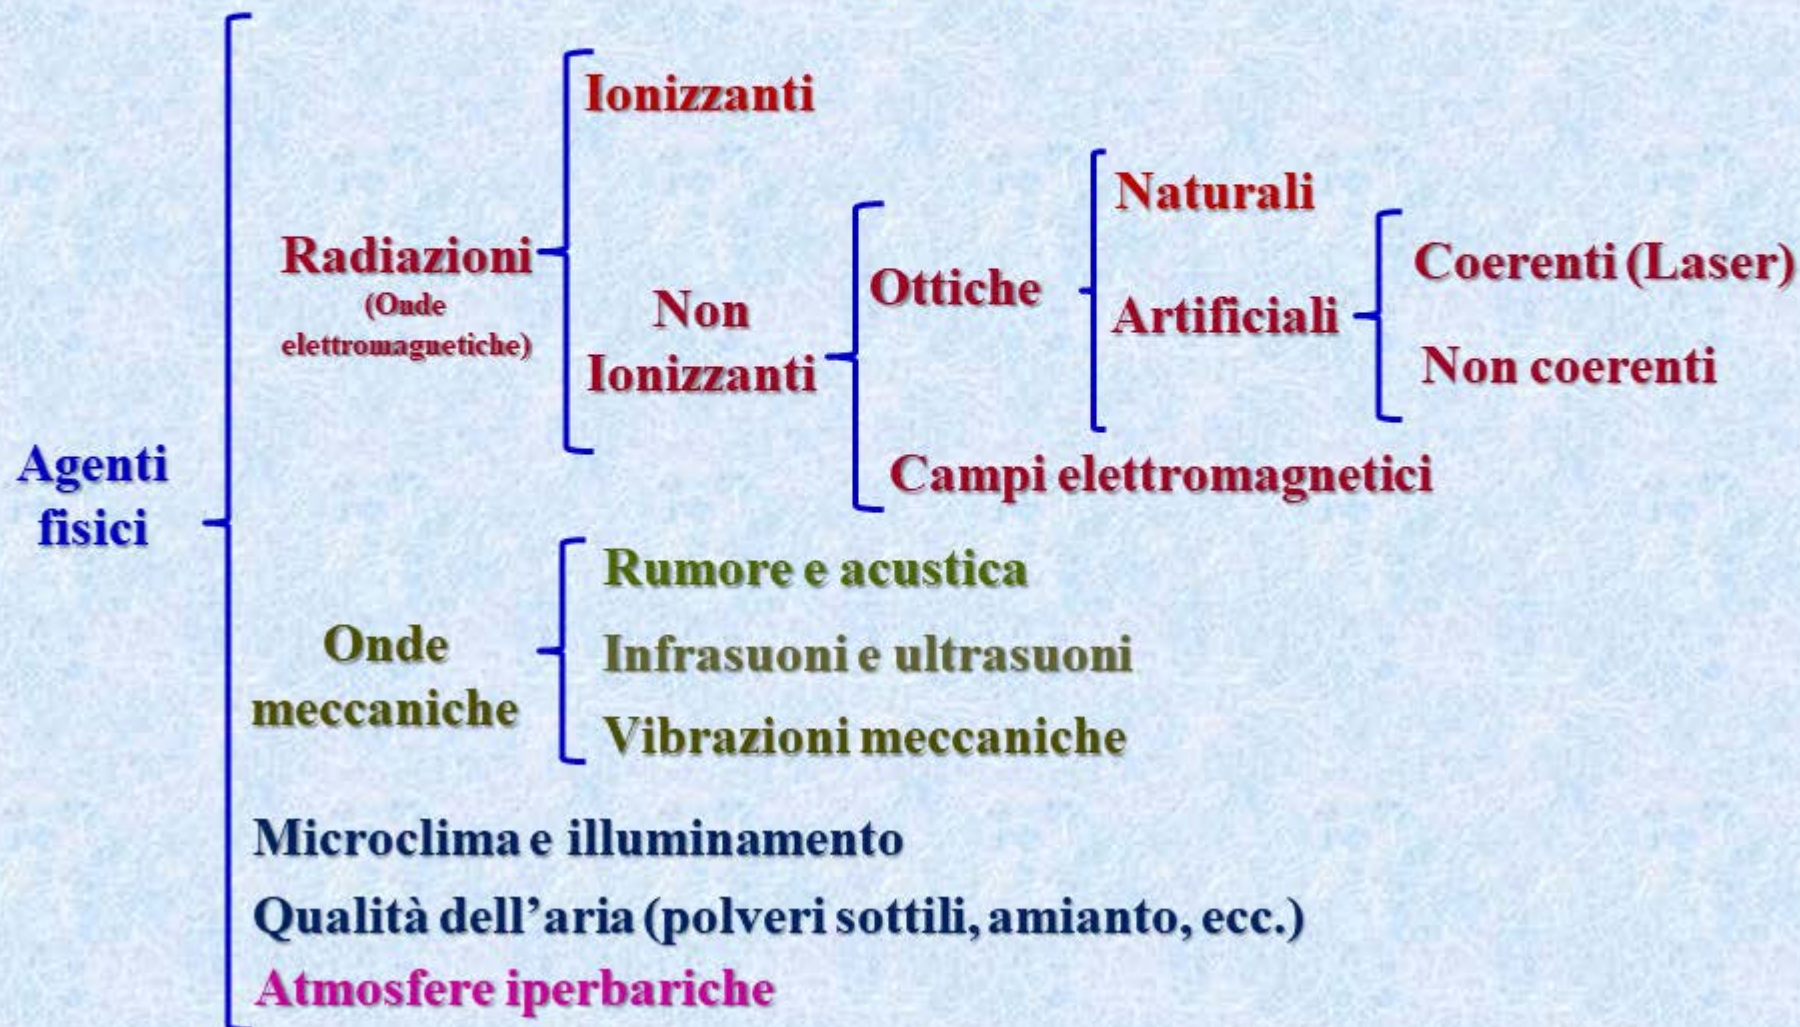 Agenti
fisici
Radiazioni
(Onde
elettromagnetiche)
Ionizzanti
Non
Ionizzanti
Ottiche
Naturali
Artificiali
Coerenti (Laser)
Non coerenti
Campi elettromagnetici
Onde
meccaniche
Rumore e acustica
Infrasuoni e ultrasuoni
Vibrazioni meccaniche
Microclima e illuminamento
Qualità dell’aria (polveri sottili, amianto, ecc.)
Atmosfere iperbariche